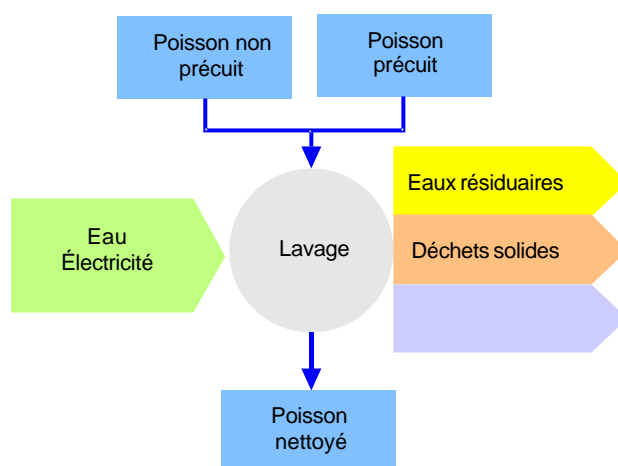 Poisson non
précuit
Poisson
précuit
Eau
Électricité
Lavage
Eaux résiduaires
Déchets solides
Poisson
nettoyé